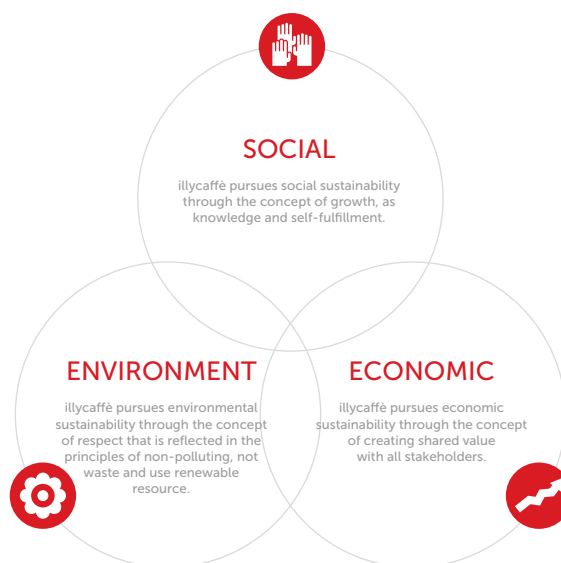 SOCIAL
illycaffè pursues social sustainability
through the concept of growth, as
knowledge and self-fulfillment.
ENVIRONMENT
illycaffè pursues environmental
sustainability through the concept
of respect that is reflected in the
principles of non-polluting, not
waste and use renewable
resource.
ECONOMIC
illycaffè pursues economic
sustainability through the concept
of creating shared value
with all stakeholders.